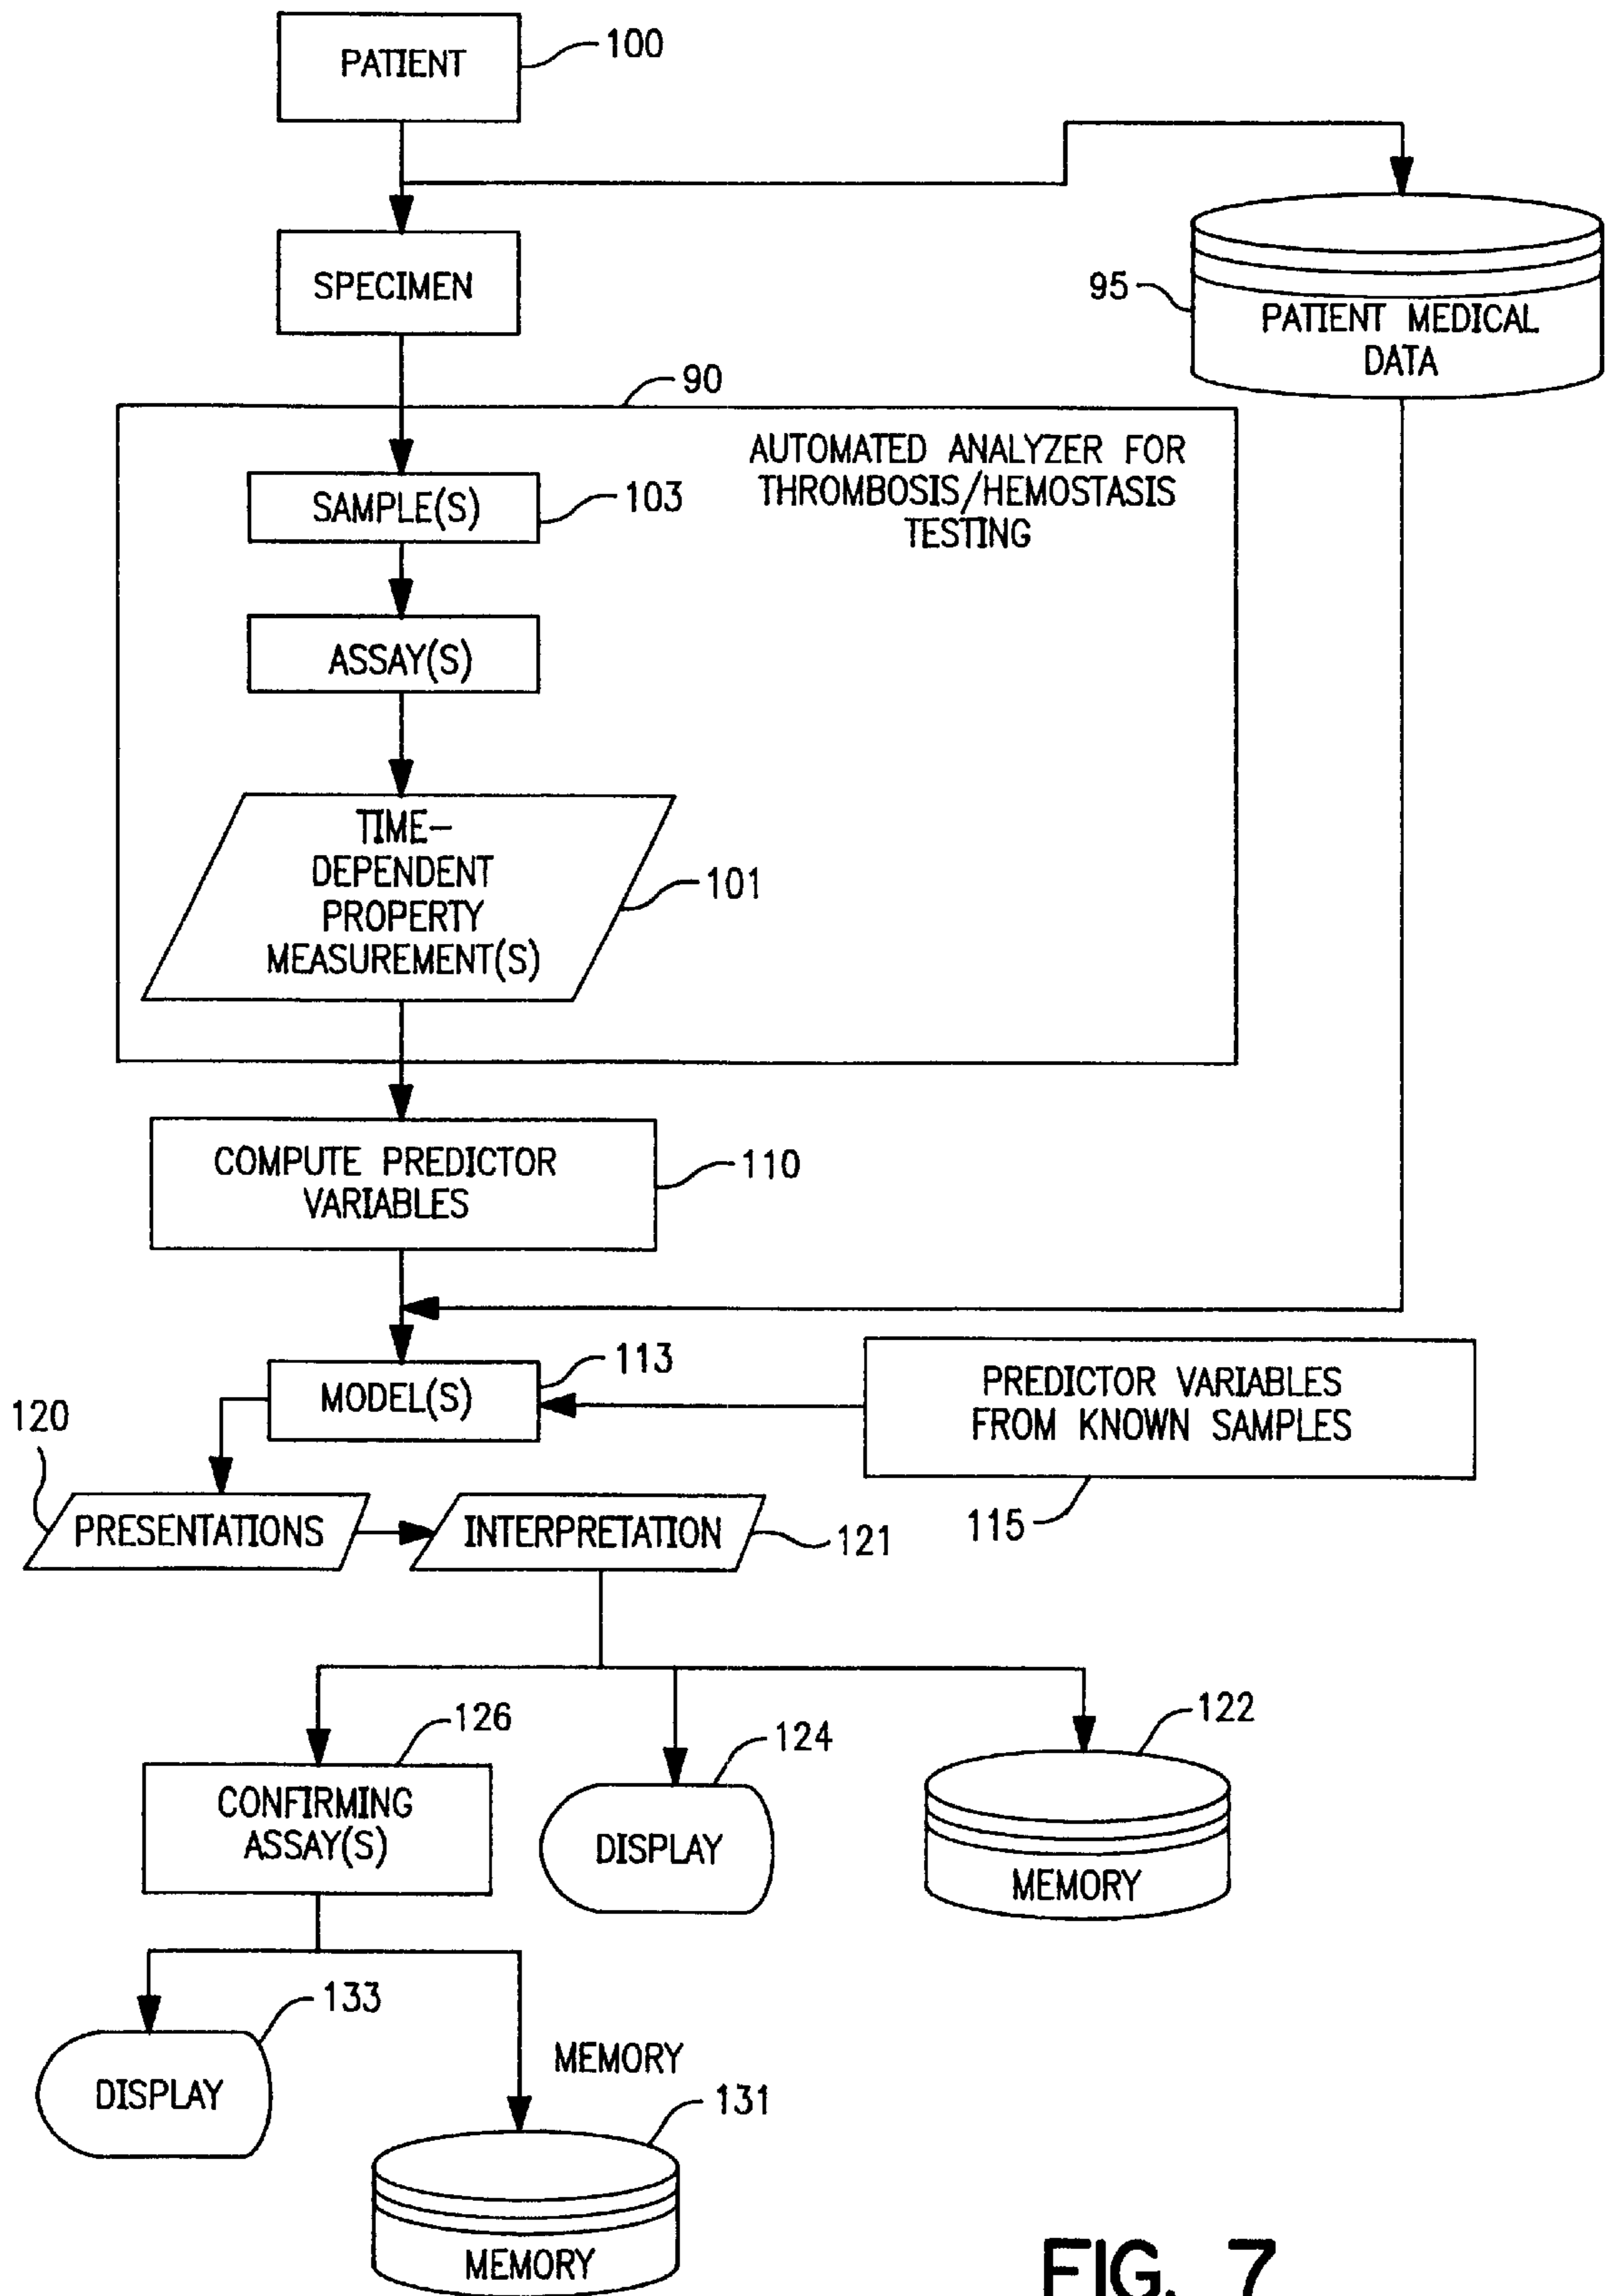 PATIENT
100
SPECIMEN
95
PATIENT MEDICAL
DATA
90
AUTOMATED ANALYZER FOR
THROMBOSIS/HEMOSTASIS
TESTING
SAMPLE(S)
103
ASSAY(S)
TIME-
DEPENDENT
PROPERTY
MEASUREMENT(S)
101
COMPUTE PREDICTOR
VARIABLES
110
113
MODEL(S)
PREDICTOR VARIABLES
FROM KNOWN SAMPLES
115
120
PRESENTATIONS
INTERPRETATION
121
126
CONFIRMING
ASSAY(S)
124
DISPLAY
122
MEMORY
133
DISPLAY
MEMORY
131
MEMORY
FIG. 7